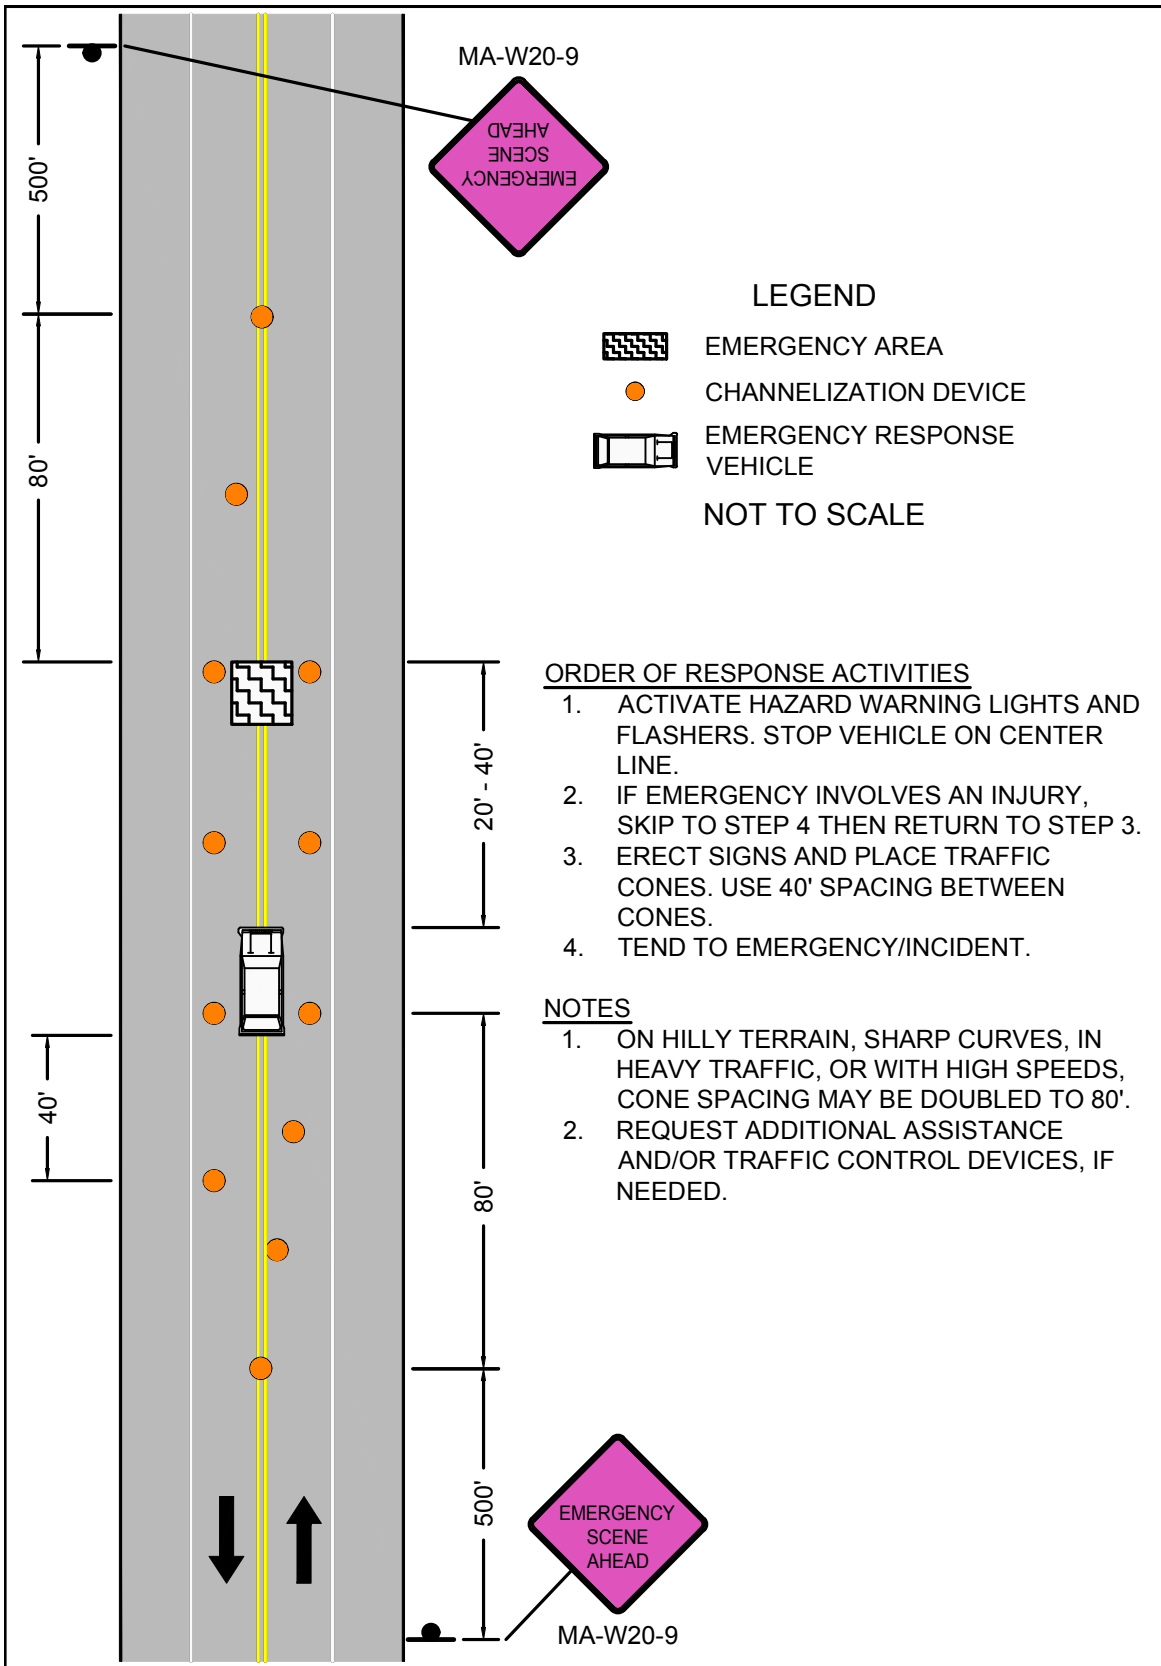 MA-W20-9
EMERGENCY
SCENE
AHEAD
500'
LEGEND
EMERGENCY AREA
CHANNELIZATION DEVICE
EMERGENCY RESPONSE
VEHICLE
NOT TO SCALE
80'
ORDER OF RESPONSE ACTIVITIES
1. ACTIVATE HAZARD WARNING LIGHTS AND
FLASHERS. STOP VEHICLE ON CENTER
LINE.
2. IF EMERGENCY INVOLVES AN INJURY,
SKIP TO STEP 4 THEN RETURN TO STEP 3.
3. ERECT SIGNS AND PLACE TRAFFIC
CONES. USE 40' SPACING BETWEEN
CONES.
4. TEND TO EMERGENCY/INCIDENT.
20' - 40'
NOTES
1. ON HILLY TERRAIN, SHARP CURVES, IN
HEAVY TRAFFIC, OR WITH HIGH SPEEDS,
CONE SPACING MAY BE DOUBLED TO 80'.
2. REQUEST ADDITIONAL ASSISTANCE
AND/OR TRAFFIC CONTROL DEVICES, IF
NEEDED.
40'
80'
500'
EMERGENCY
SCENE
AHEAD
MA-W20-9